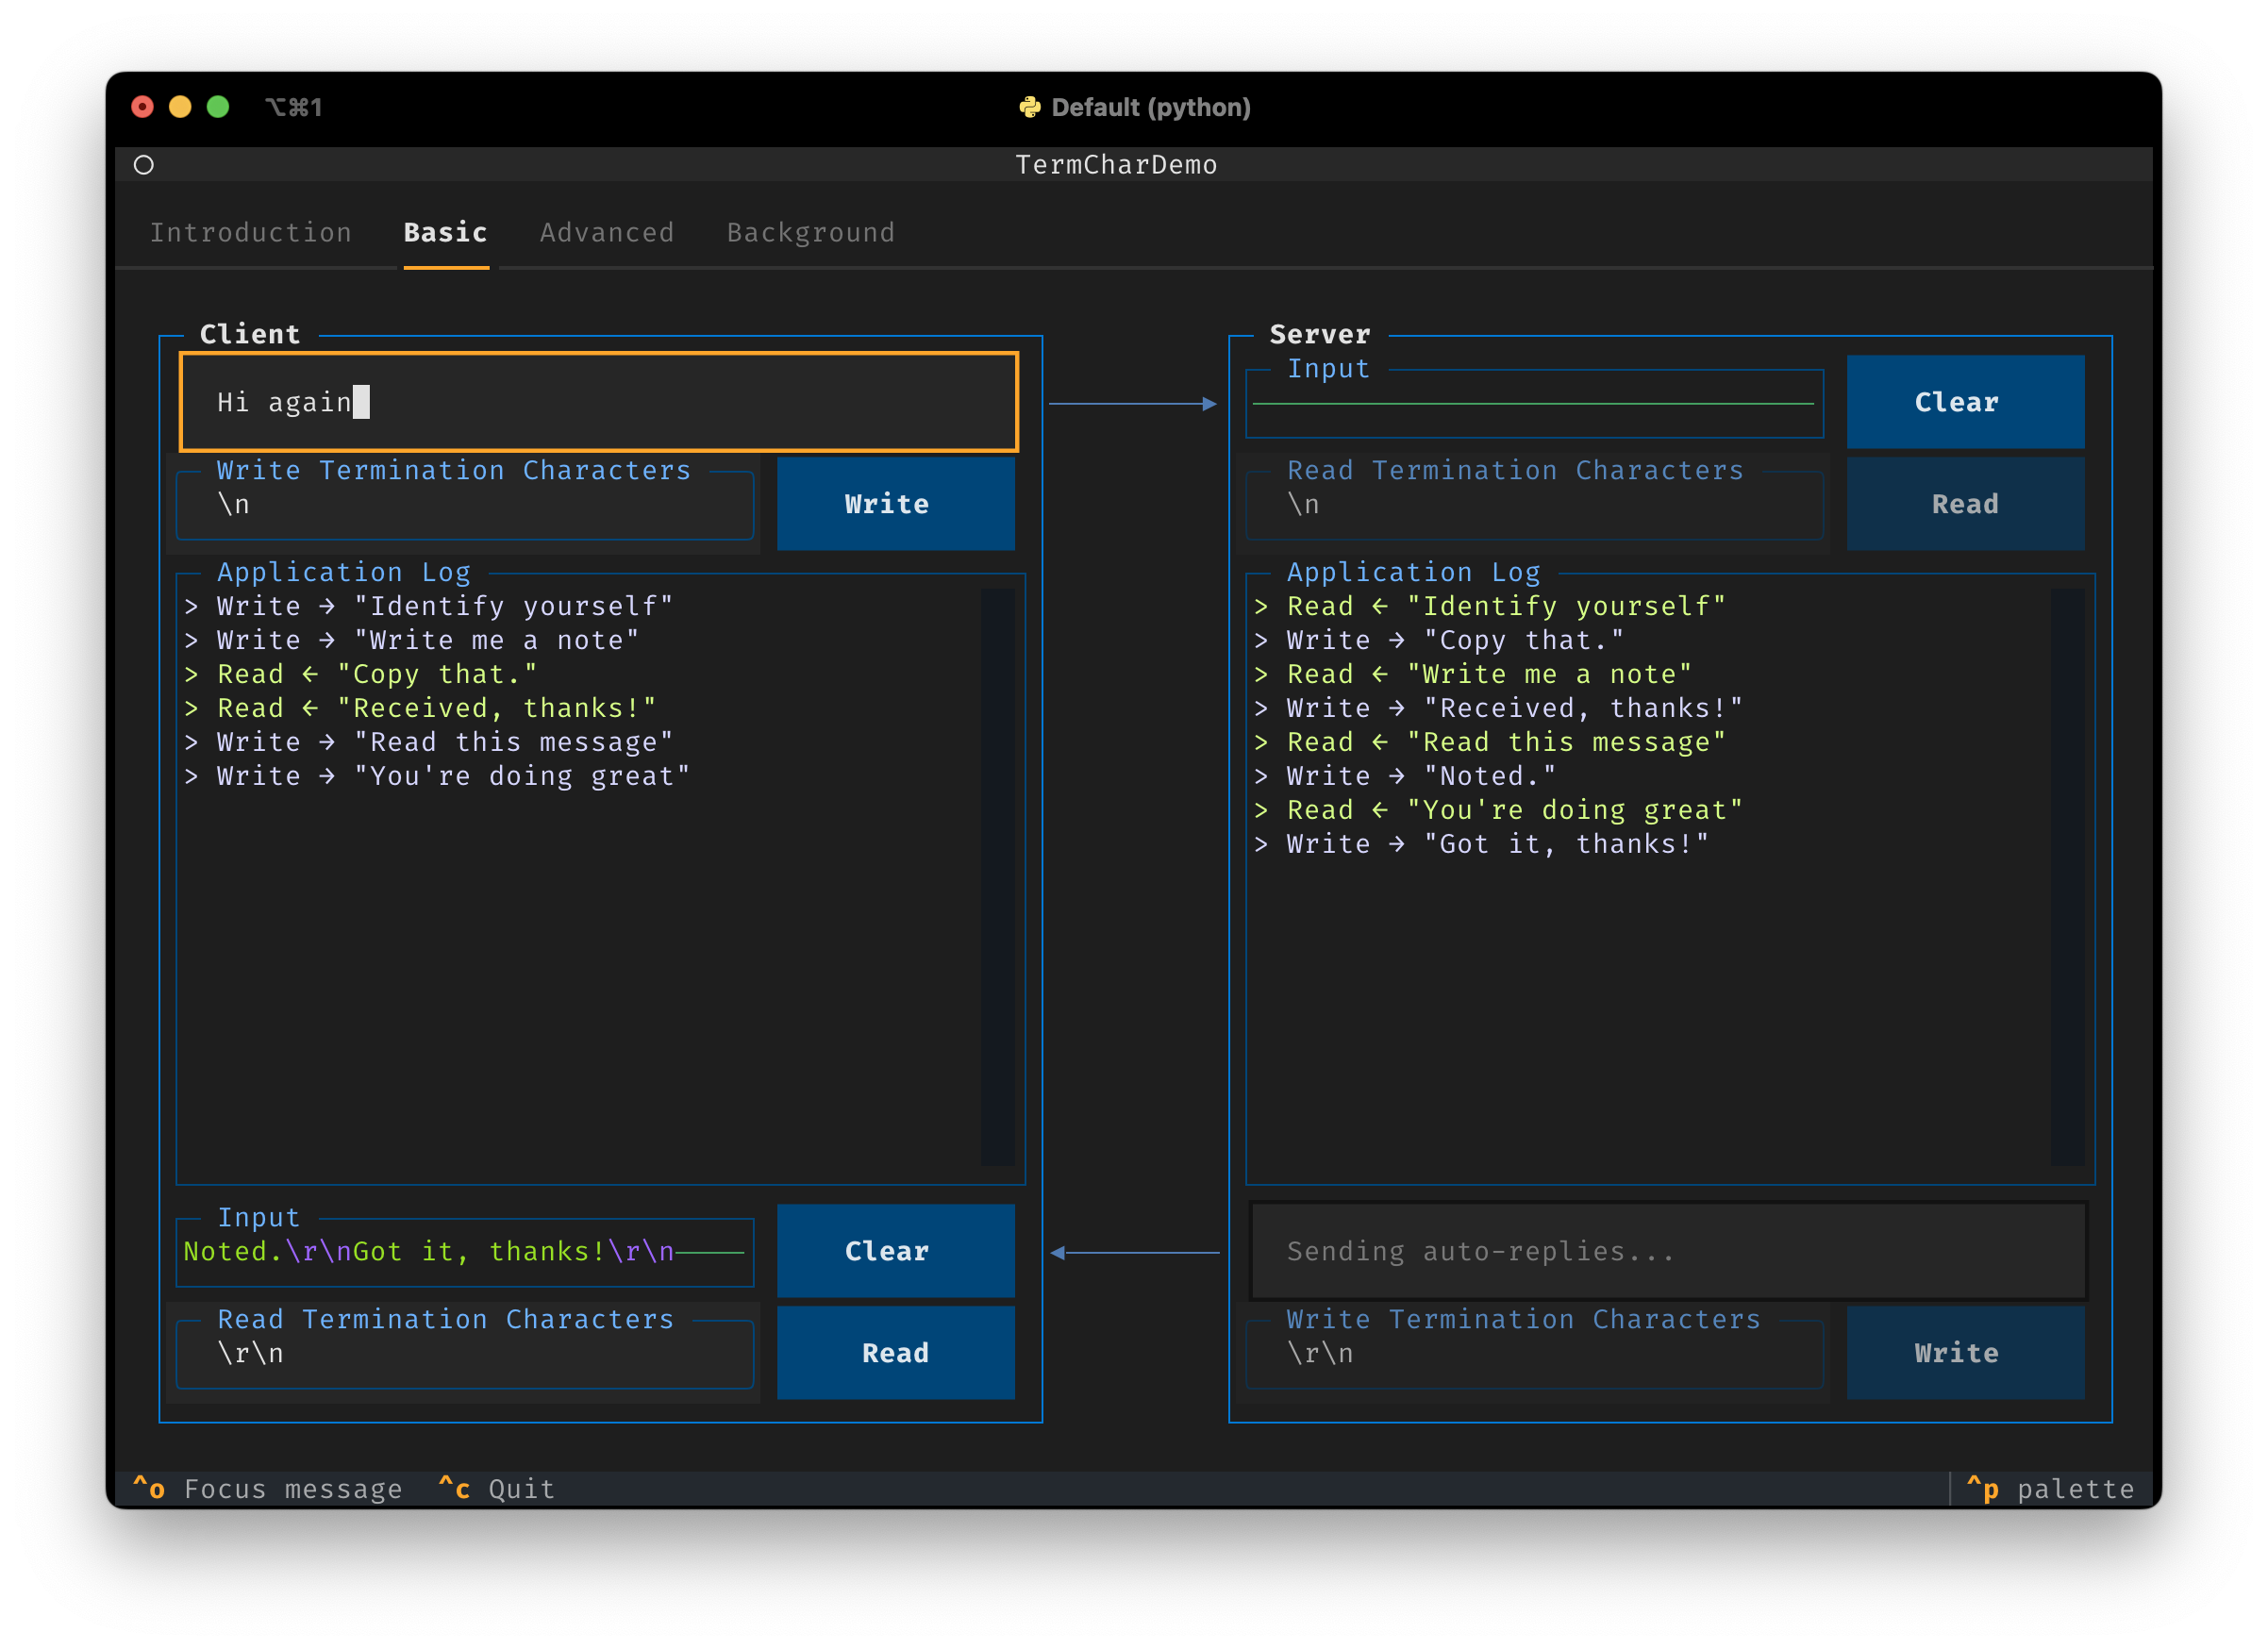 ⌥⌘1
Default (python)
TermCharDemo
Introduction Basic Advanced Background
Client
Hi again
Write Termination Characters
\n
Write
Application Log
> Write → "Identify yourself"
> Write → "Write me a note"
> Read ← "Copy that."
> Read ← "Received, thanks!"
> Write → "Read this message"
> Write → "You're doing great"
Input
Noted.\r\nGot it, thanks!\r\n
Clear
Read Termination Characters
\r\n
Read
Server
Input
Clear
Read Termination Characters
\n
Read
Application Log
> Read ← "Identify yourself"
> Write → "Copy that."
> Read ← "Write me a note"
> Write → "Received, thanks!"
> Read ← "Read this message"
> Write → "Noted."
> Read ← "You're doing great"
> Write → "Got it, thanks!"
Sending auto-replies...
Write Termination Characters
\r\n
Write
^o Focus message ^c Quit
^p palette